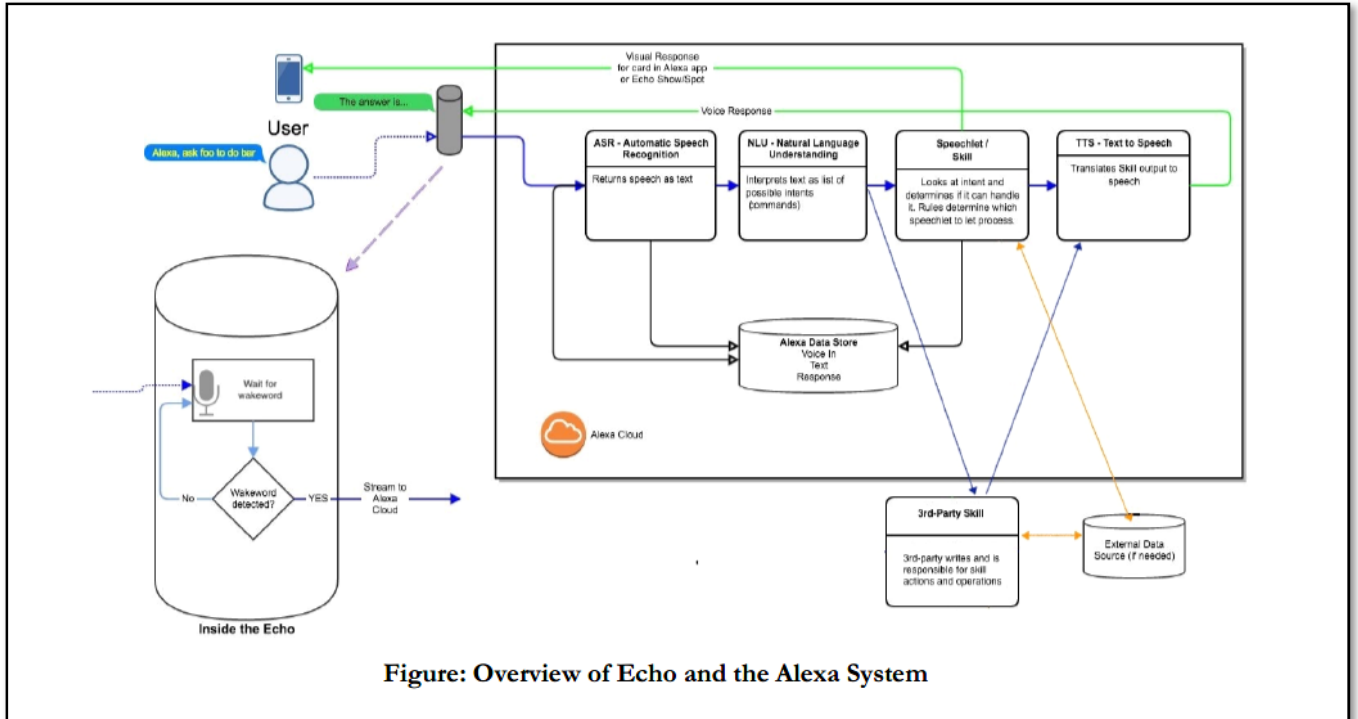 Visual Response
for card in Alexa app
or Echo Show/Spot
The answer is...
Voice Response
User
Alexa, ask foo to do bar
ASR - Automatic Speech
Recognition
Returns speech as text
NLU - Natural Language
Understanding
Interprets text as list of
possible intents
(commands)
Speechlet /
Skill
Looks at intent and
determines if it can handle
it. Rules determine which
speechlet to let process.
TTS - Text to Speech
Translates Skill output to
speech
Alexa Data Store
Voice In
Text
Response
Alexa Cloud
Wait for
wakeword
No
Wakeword
detected?
YES
Stream to
Alexa
Cloud
Inside the Echo
3rd-Party Skill
3rd-party writes and is
responsible for skill
actions and operations
External Data
Source (if needed)
Figure: Overview of Echo and the Alexa System